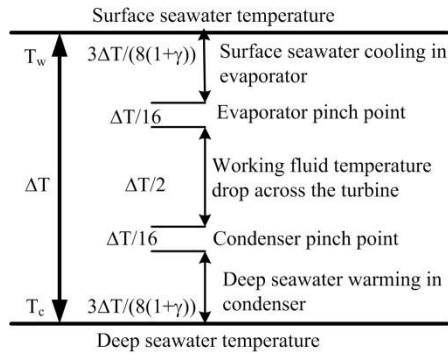 Surface seawater temperature
T_w
3ΔT/(8(1+γ))
Surface seawater cooling in
evaporator
ΔT/16
Evaporator pinch point
ΔT
ΔT/2
Working fluid temperature
drop across the turbine
ΔT/16
Condenser pinch point
Deep seawater warming in
condenser
T_c
3ΔT/(8(1+γ))
Deep seawater temperature